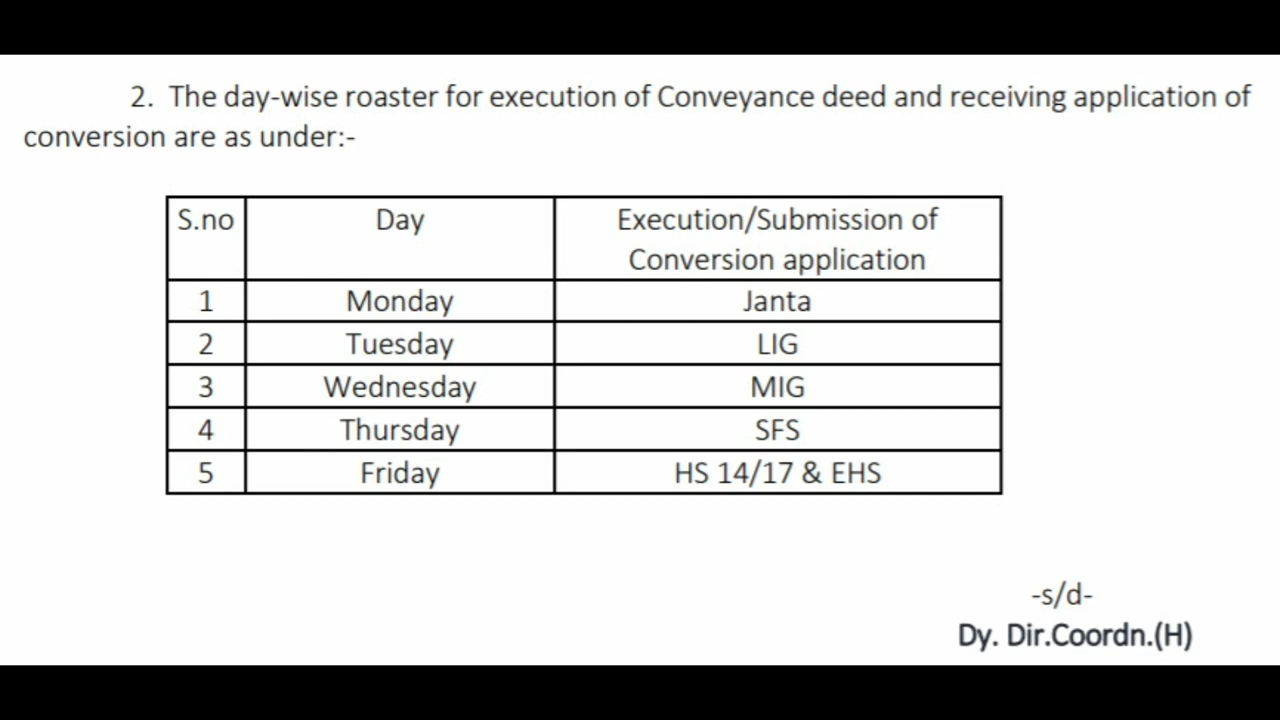 2. The day-wise roaster for execution of Conveyance deed and receiving application of
conversion are as under:-
S.no Day Execution/Submission of
Conversion application
1 Monday Janta
2 Tuesday LIG
3 Wednesday MIG
4 Thursday SFS
5 Friday HS 14/17 & EHS
-s/d-
Dy. Dir.Coordn.(H)